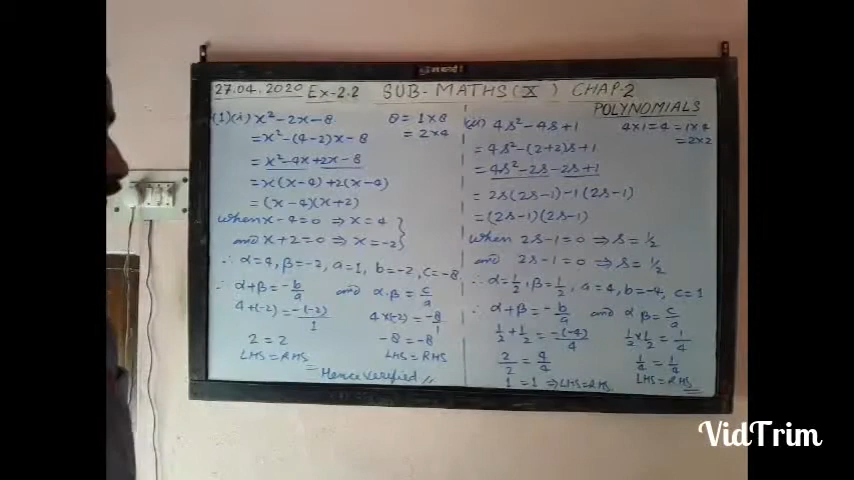 27.04.2020 Ex-2.2 SUB-MATHS(X) CHAP-2
POLYNOMIALS
(1)(i) x²-2x-8 8 = 1×8
= x²-(4-2)x-8 = 2×4
= x²-4x+2x-8
= x(x-4)+2(x-4)
= (x-4)(x+2)
when x-4=0 ⇒ x=4
and x+2=0 ⇒ x=-2
∴ α=4, β=-2, a=1, b=-2, c=-8
∴ α+β = -b/a and α.β = c/a
4+(-2) = -(-2)/1 4×(-2) = -8/1
2 = 2 -8 = -8
LHS = RHS LHS = RHS
= Hence verified //
(ii) 4s²-4s+1 4×1=4=1×4
= 4s²-(2+2)s+1 = 2×2
= 4s²-2s-2s+1
= 2s(2s-1)-1(2s-1)
= (2s-1)(2s-1)
when 2s-1=0 ⇒ s=1/2
and 2s-1=0 ⇒ s=1/2
∴ α=1/2, β=1/2, a=4, b=-4, c=1
∴ α+β = -b/a and αβ = c/a
1/2+1/2 = -(-4)/4 1/2×1/2 = 1/4
2/2 = 4/4 1/4 = 1/4
1 = 1 ⇒ LHS=RHS LHS = RHS
VidTrim